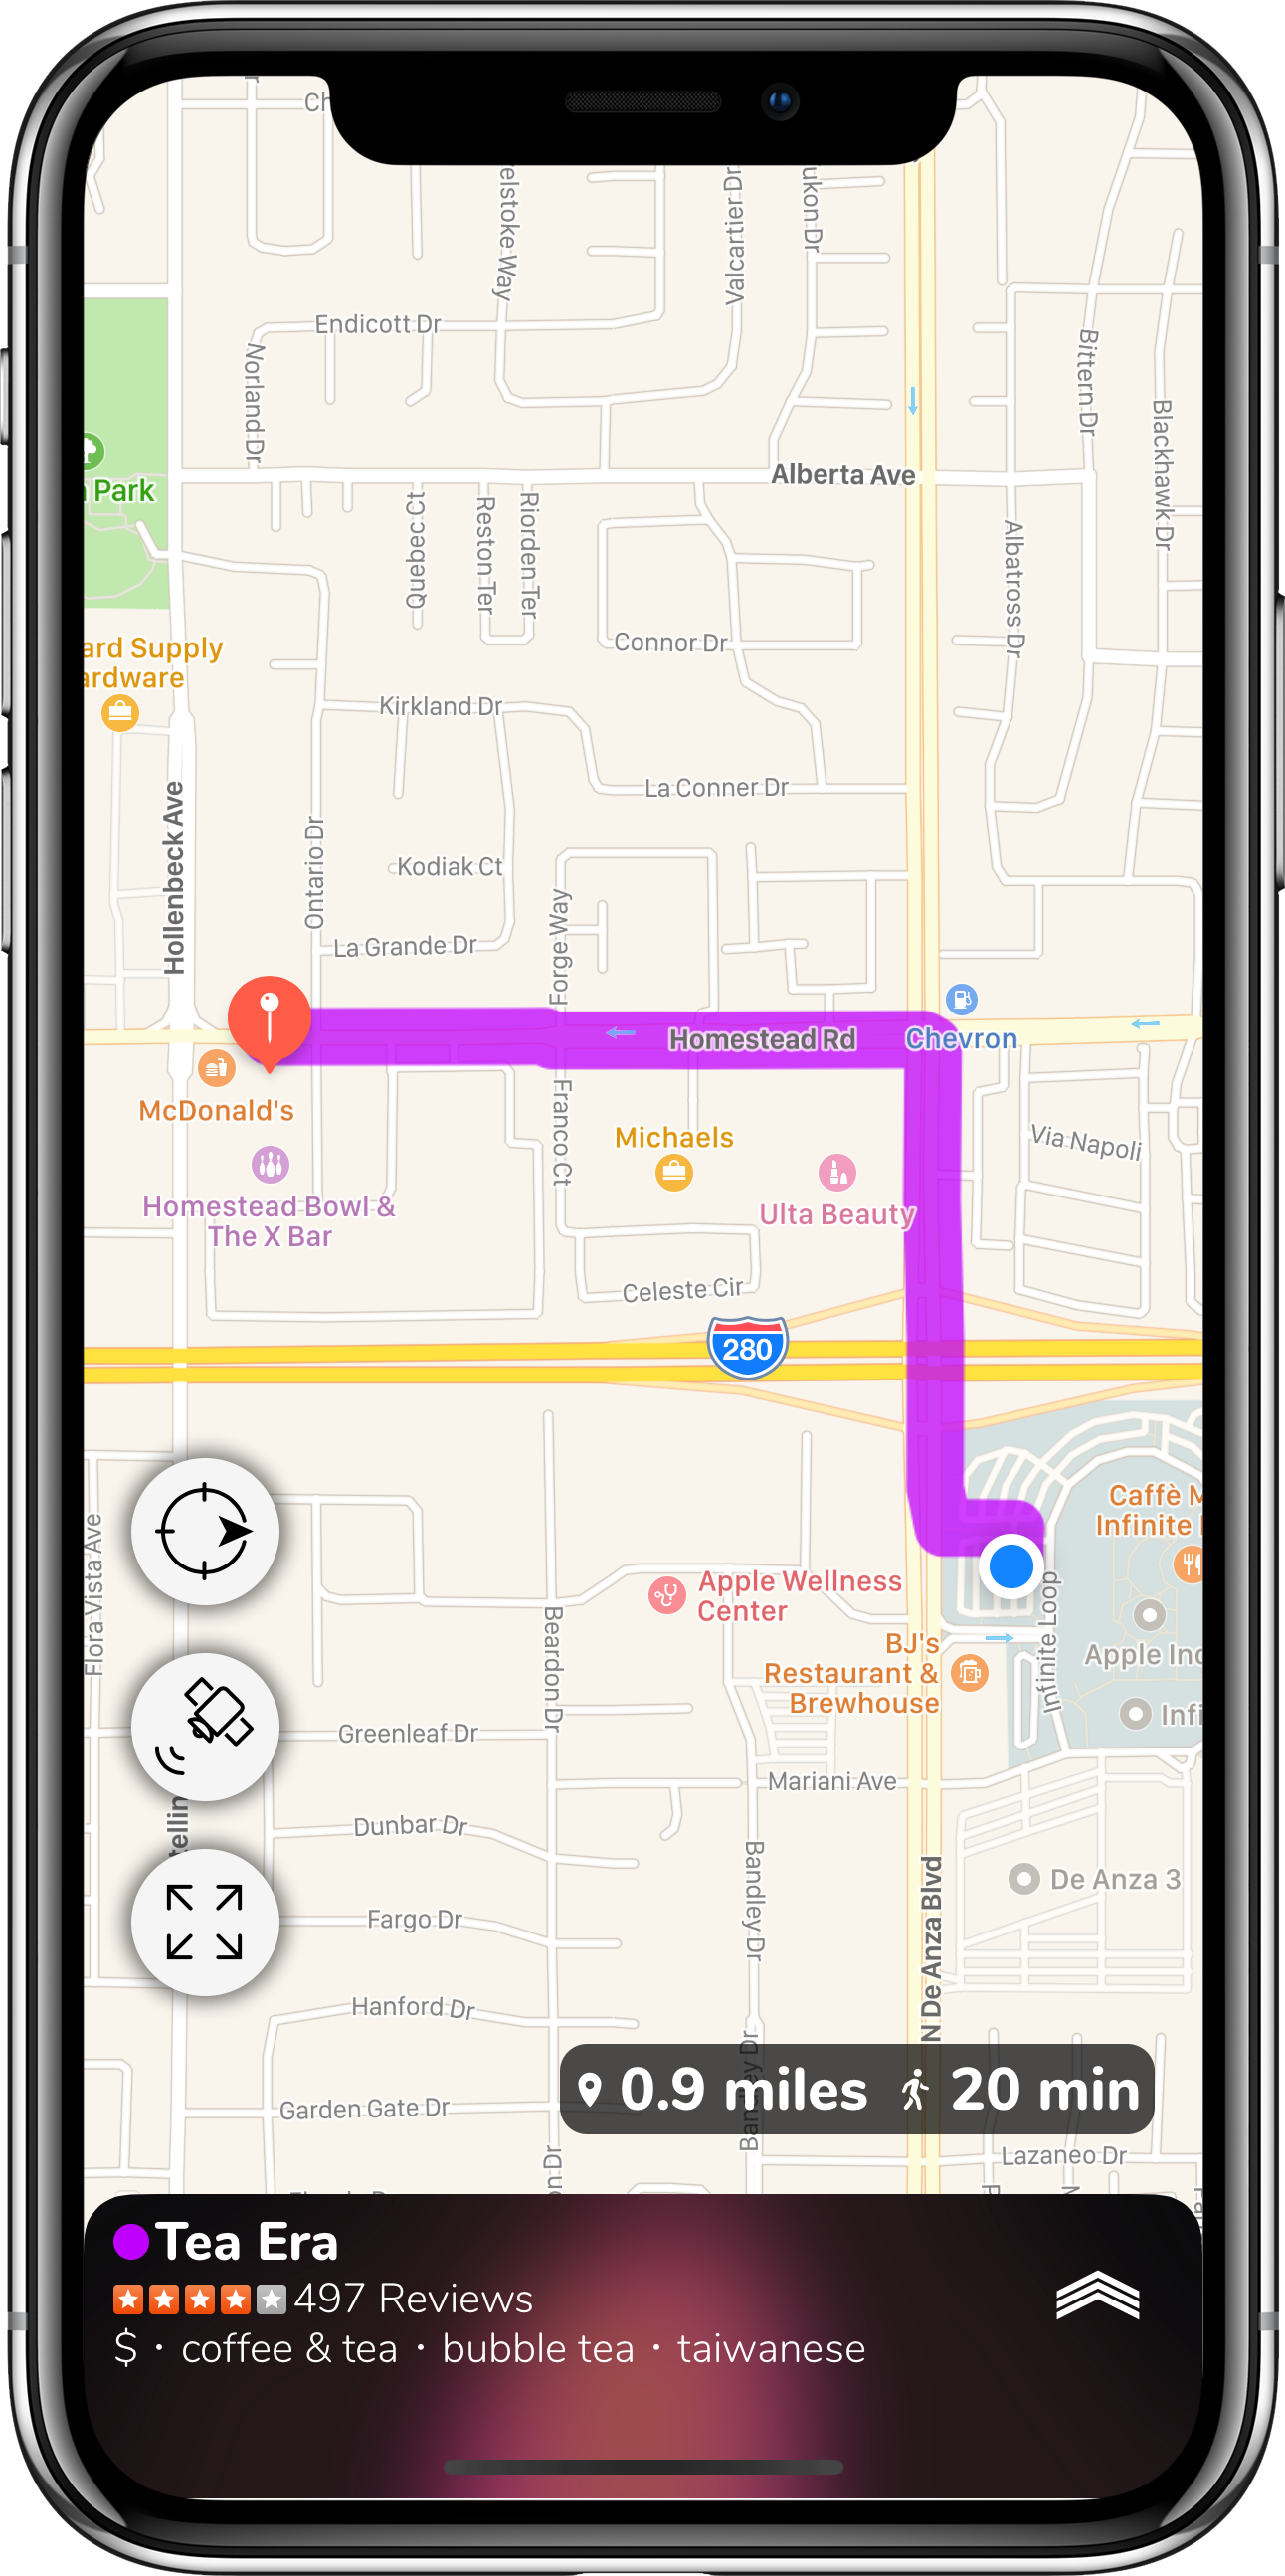 Ch
elstoke Way
Valcartier Dr
ukon Dr
Endicott Dr
Norland Dr
Bittern Dr
Blackhawk Dr
Alberta Ave
Park
Quebec Ct
Reston Ter
Riorden Ter
Albatross Dr
ard Supply
ardware
Connor Dr
Kirkland Dr
La Conner Dr
Hollenbeck Ave
Ontario Dr
Kodiak Ct
Forge Way
La Grande Dr
Homestead Rd
Chevron
McDonald's
Franco Ct
Michaels
Via Napoli
Homestead Bowl &
The X Bar
Ulta Beauty
Celeste Cir
280
Caffè M
Infinite
Flora Vista Ave
Apple Wellness
Center
Infinite Loop
BJ's
Restaurant &
Brewhouse
Apple Inc
Infi
Beardon Dr
Greenleaf Dr
Mariani Ave
tellin
Dunbar Dr
Bandley Dr
De Anza 3
N De Anza Blvd
Fargo Dr
Hanford Dr
Bandley Dr
0.9 miles 20 min
Garden Gate Dr
Lazaneo Dr
Tea Era
497 Reviews
$ · coffee & tea · bubble tea · taiwanese